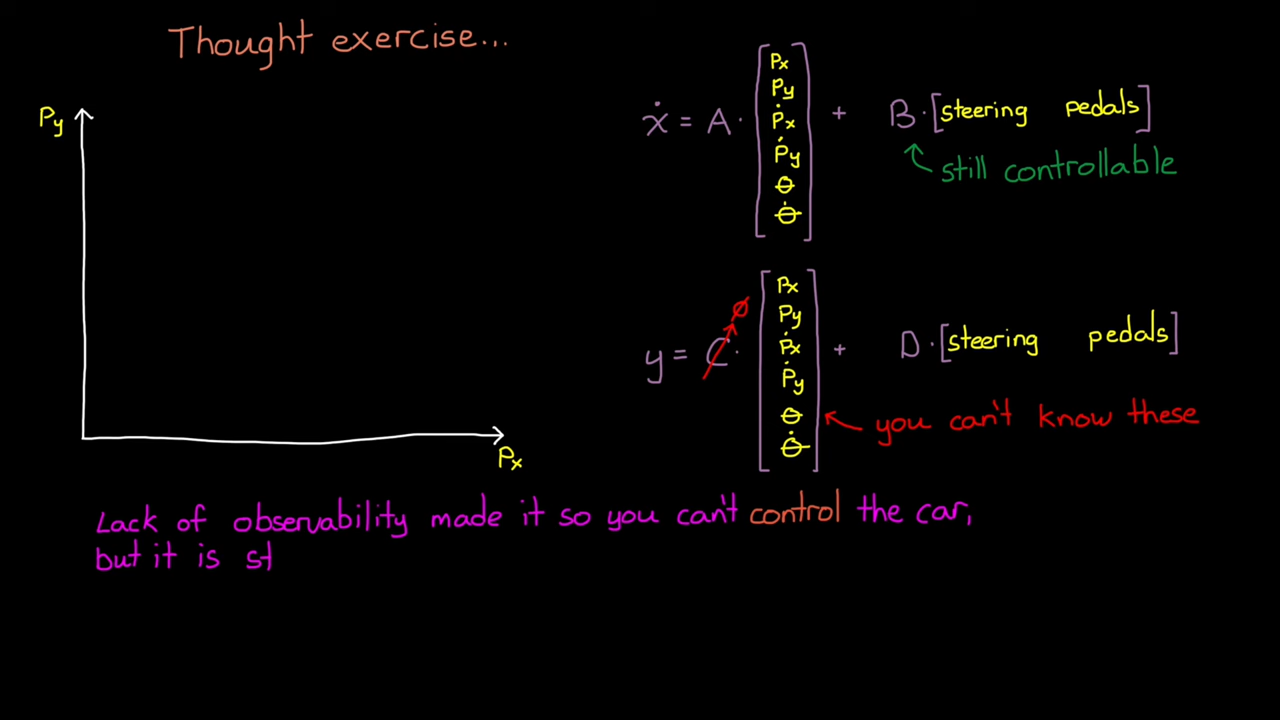 Thought exercise...
Py
Px
ẋ = A · [Px Py Ṗx Ṗy θ θ̇] + B · [steering pedals]
still controllable
y = C · [Px Py Ṗx Ṗy θ θ̇] + D · [steering pedals]
0
you can't know these
Lack of observability made it so you can't control the car,
but it is st